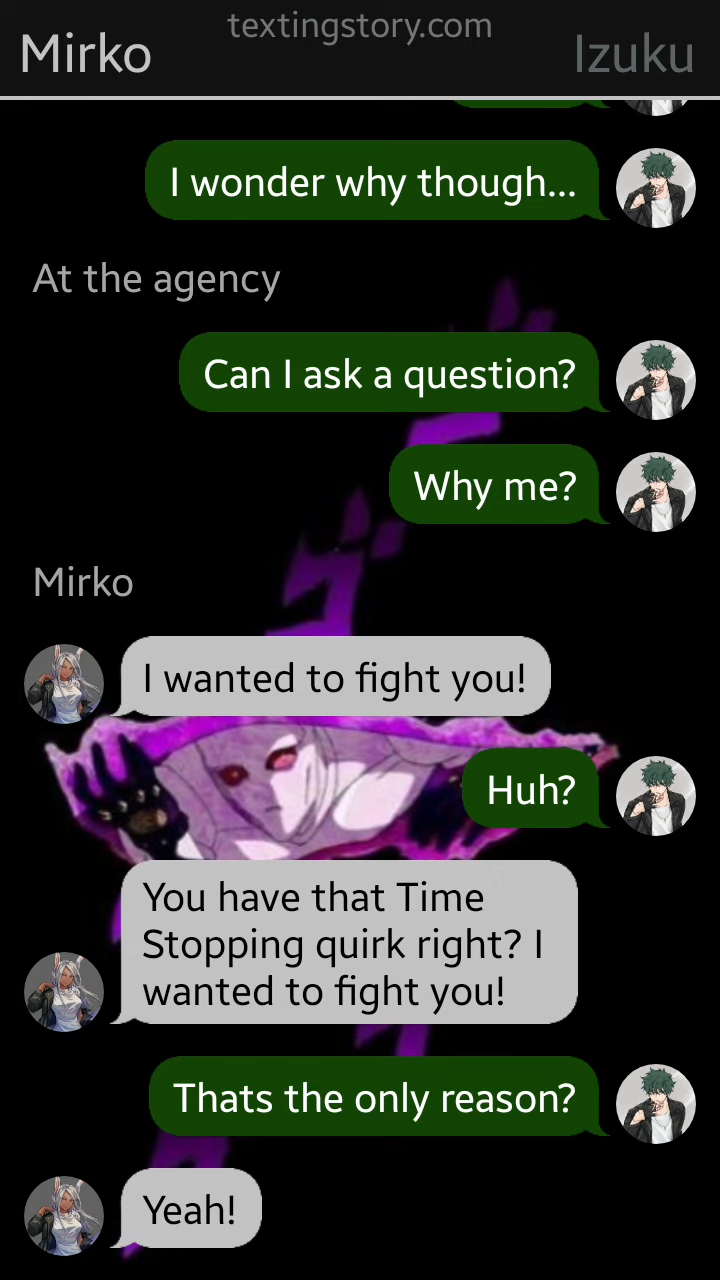 textingstory.com
Mirko
Izuku
I wonder why though...
At the agency
Can I ask a question?
Why me?
Mirko
I wanted to fight you!
Huh?
You have that Time
Stopping quirk right? I
wanted to fight you!
Thats the only reason?
Yeah!